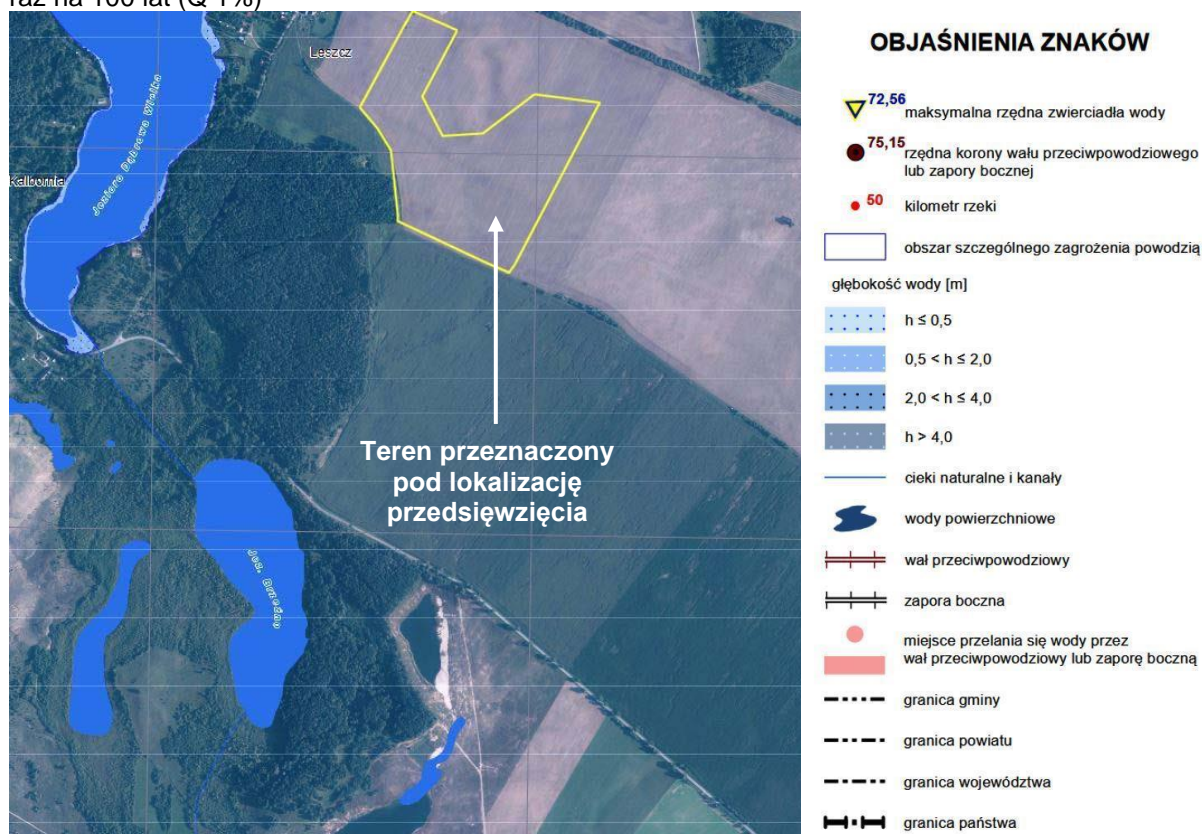 raz na 100 lat (Q 1%)
Leszcz
Jezioro Dąbrowa Wielka
Kalbornia
Teren przeznaczony
pod lokalizację
przedsięwzięcia
OBJAŚNIENIA ZNAKÓW
72,56
maksymalna rzędna zwierciadła wody
75,15
rzędna korony wału przeciwpowodziowego
lub zapory bocznej
50
kilometr rzeki
obszar szczególnego zagrożenia powodzią
głębokość wody [m]
h ≤ 0,5
0,5 < h ≤ 2,0
2,0 < h ≤ 4,0
h > 4,0
cieki naturalne i kanały
wody powierzchniowe
wał przeciwpowodziowy
zapora boczna
miejsce przelania się wody przez
wał przeciwpowodziowy lub zaporę boczną
granica gminy
granica powiatu
granica województwa
granica państwa